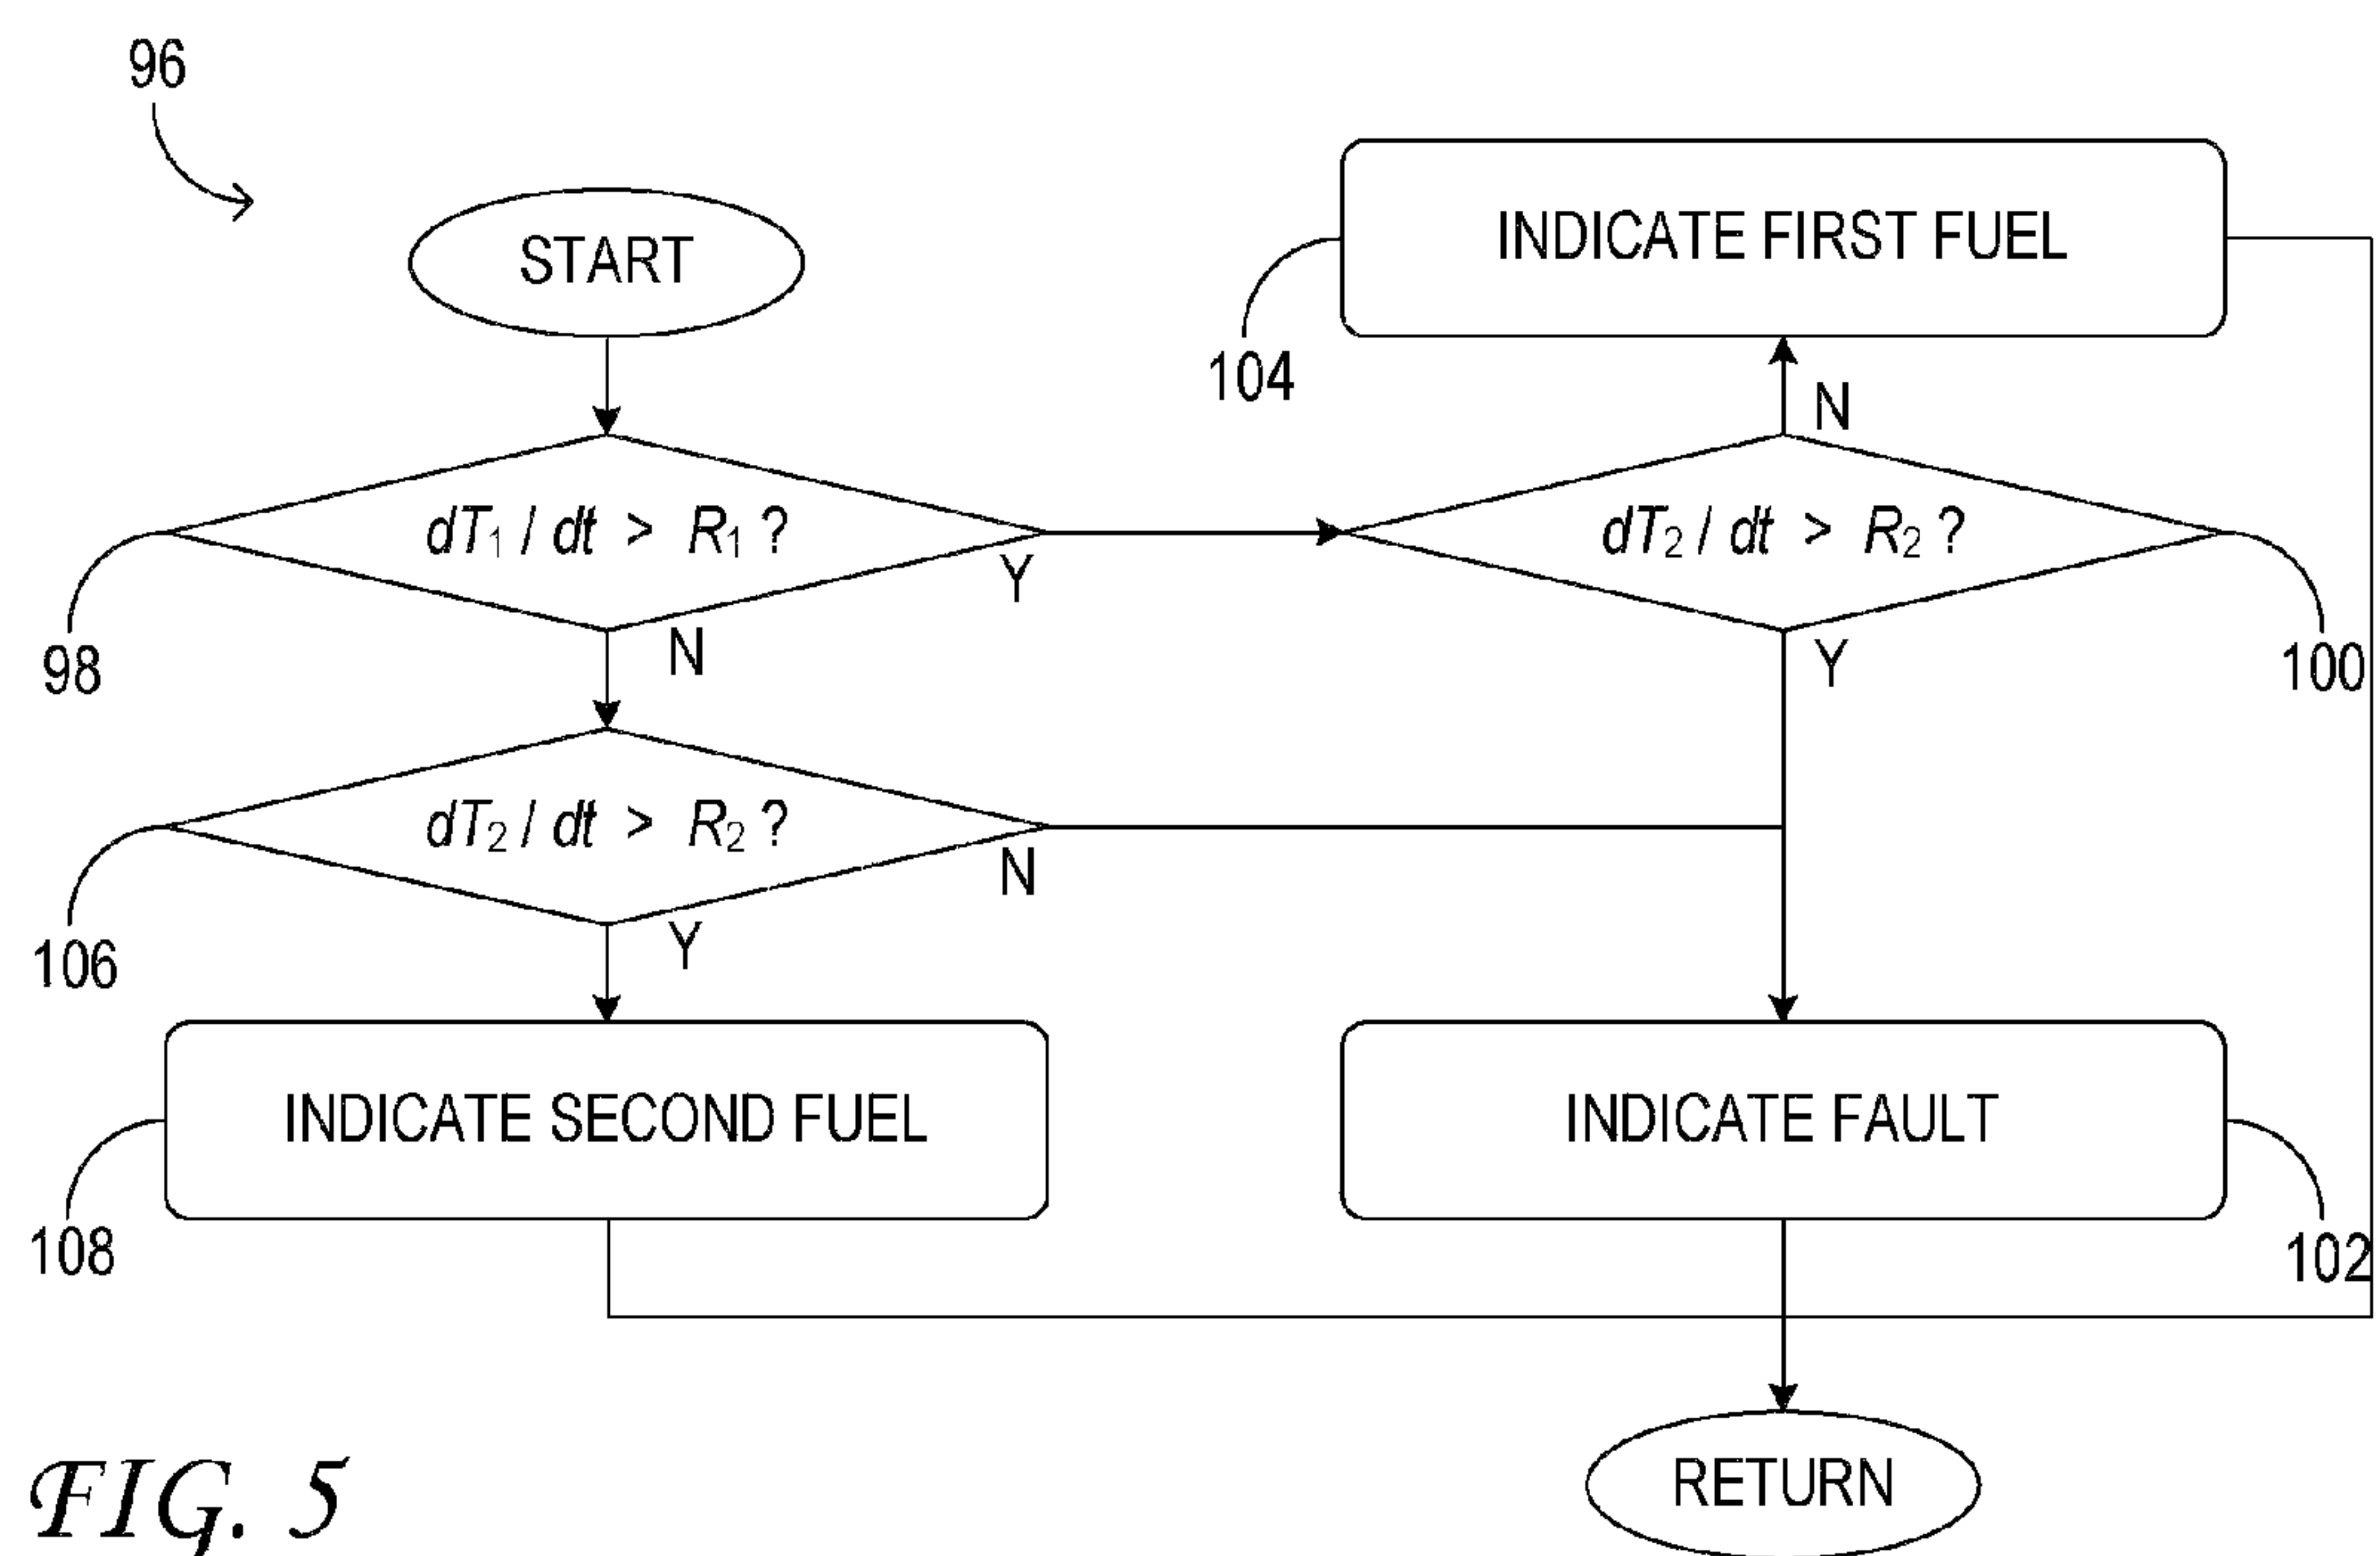 96
START
INDICATE FIRST FUEL
104
N
dT₁ / dt > R₁ ?
Y
dT₂ / dt > R₂ ?
98
N
Y
100
dT₂ / dt > R₂ ?
N
106
Y
INDICATE SECOND FUEL
INDICATE FAULT
108
102
RETURN
FIG. 5